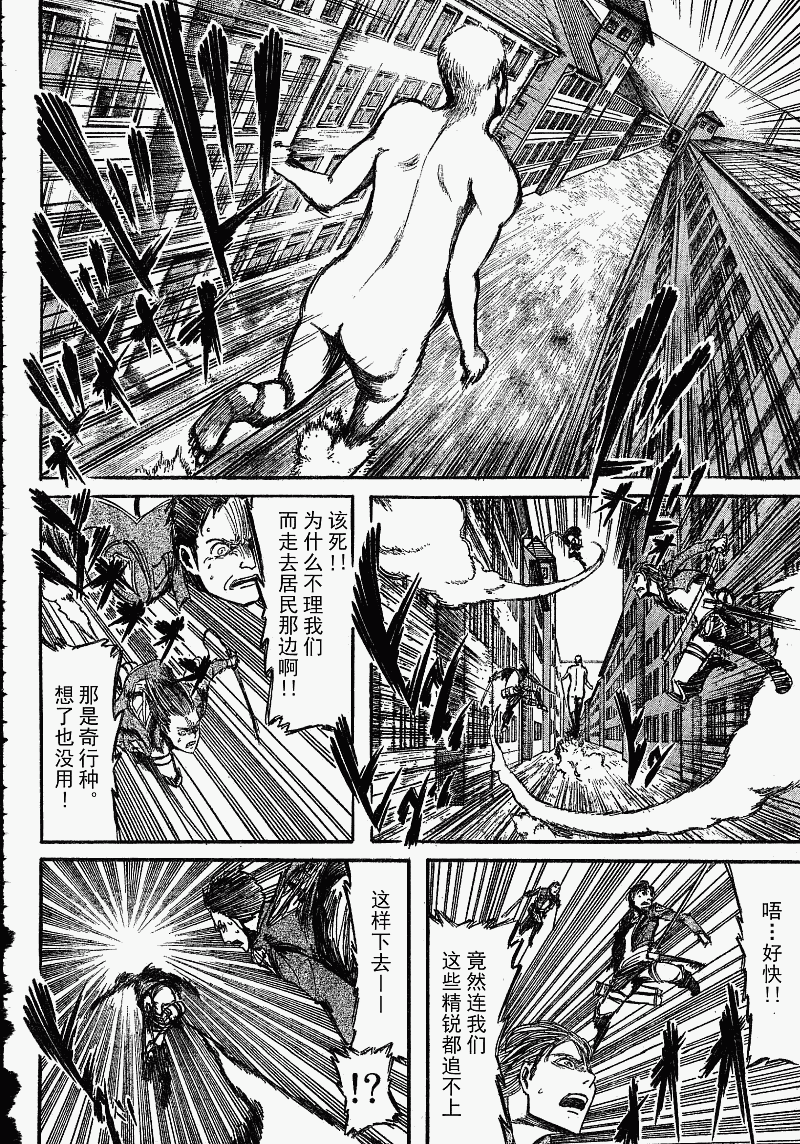 该死!!
为什么不理我们
而走去居民那边啊!!
那是奇行种。
想了也没用!
唔…好快!!
竟然连我们
这些精锐都追不上
这样下去——
!?